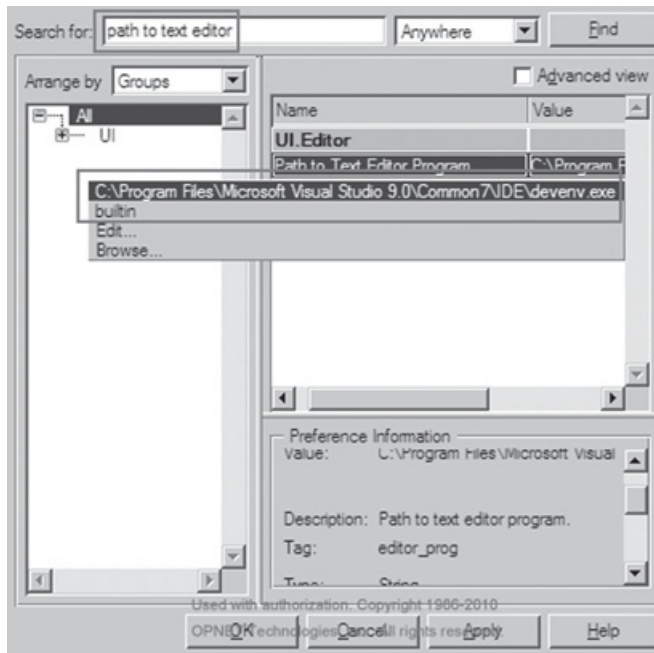 Search for: path to text editor Anywhere Find
Arrange by Groups
Advanced view
All
UI
Name Value
UI.Editor
Path to Text Editor Program C:\Program F
C:\Program Files\Microsoft Visual Studio 9.0\Common7\IDE\devenv.exe
builtin
Edit...
Browse...
Preference Information
Value: C:\Program Files\Microsoft Visual
Description: Path to text editor program.
Tag: editor_prog
Type: String
Used with authorization. Copyright 1986-2010
OK Cancel Apply Help
OPNET Technologies, Inc. All rights reserved.